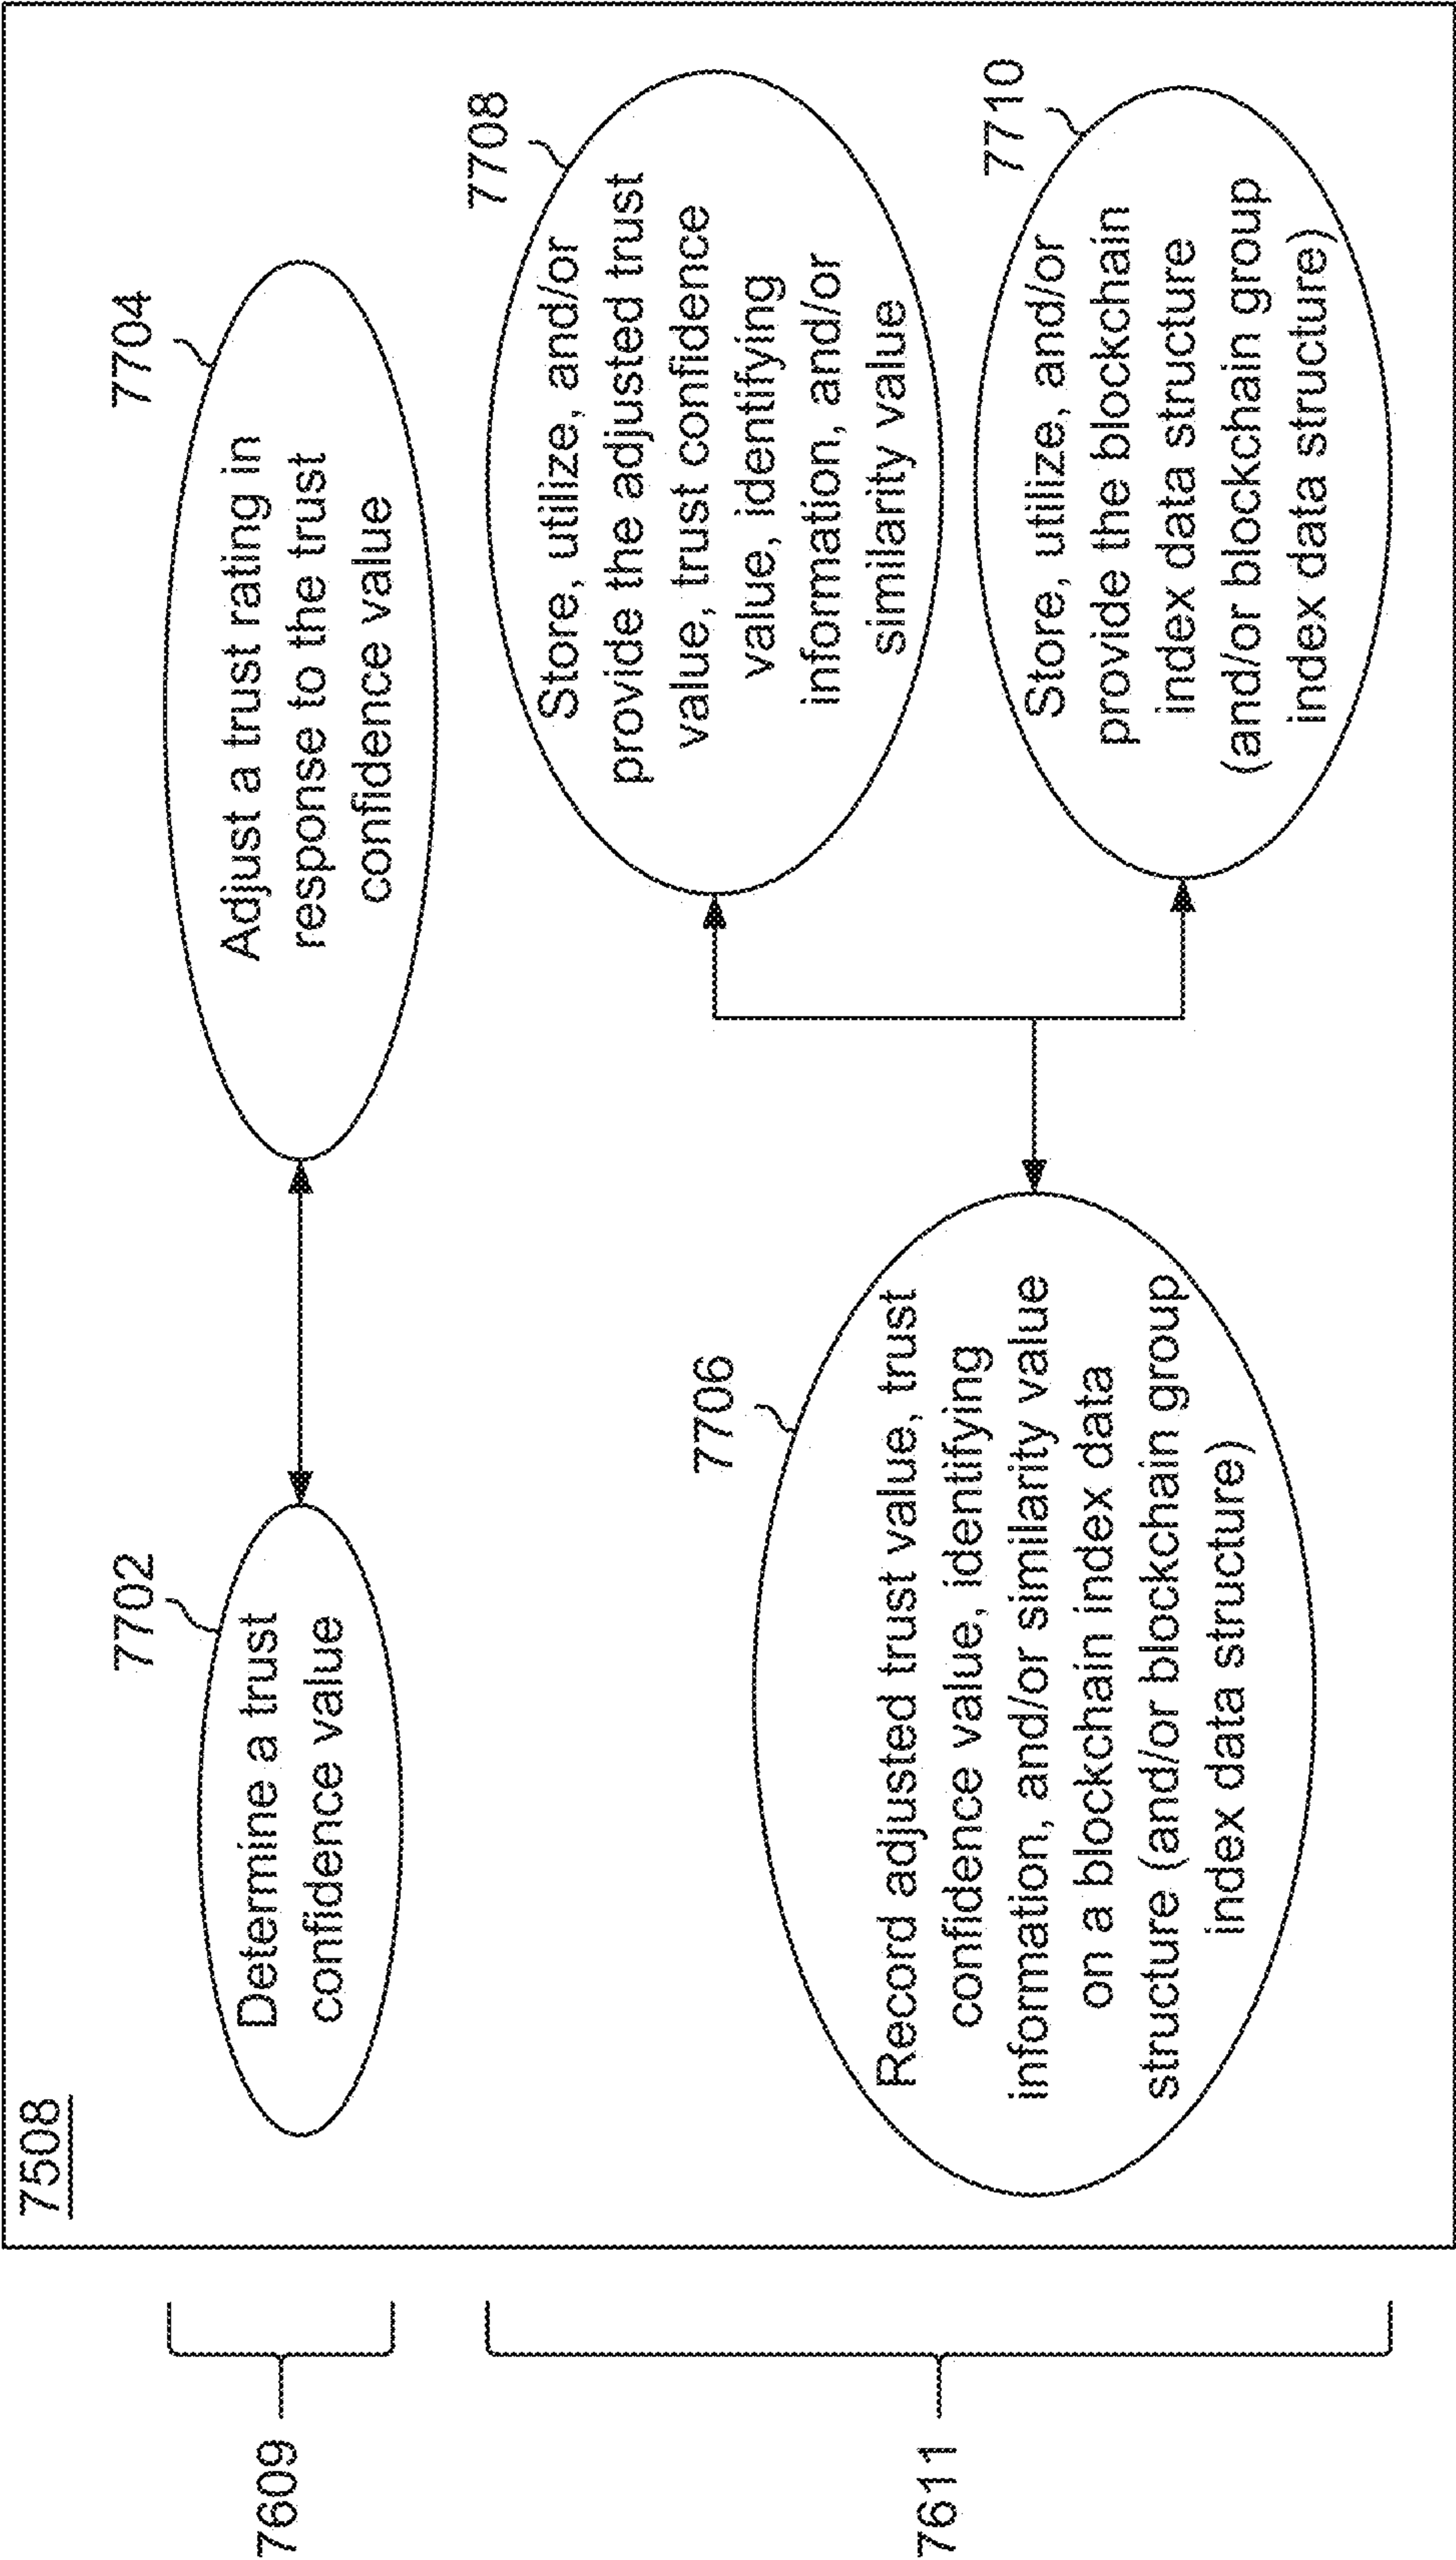 7508
7609
7702
Determine a trust
confidence value
7704
Adjust a trust rating in
response to the trust
confidence value
7611
7706
Record adjusted trust value, trust
confidence value, identifying
information, and/or similarity value
on a blockchain index data
structure (and/or blockchain group
index data structure)
7708
Store, utilize, and/or
provide the adjusted trust
value, trust confidence
value, identifying
information, and/or
similarity value
7710
Store, utilize, and/or
provide the blockchain
index data structure
(and/or blockchain group
index data structure)